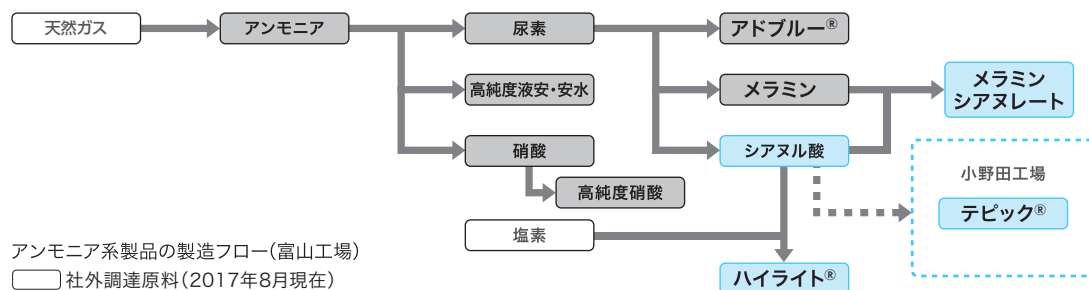 天然ガス
アンモニア
尿素
アドブルー®
高純度液安・安水
メラミン
メラミン
シアヌレート
硝酸
シアヌル酸
小野田工場
高純度硝酸
テピック®
塩素
アンモニア系製品の製造フロー(富山工場)
社外調達原料(2017年8月現在)
ハイライト®